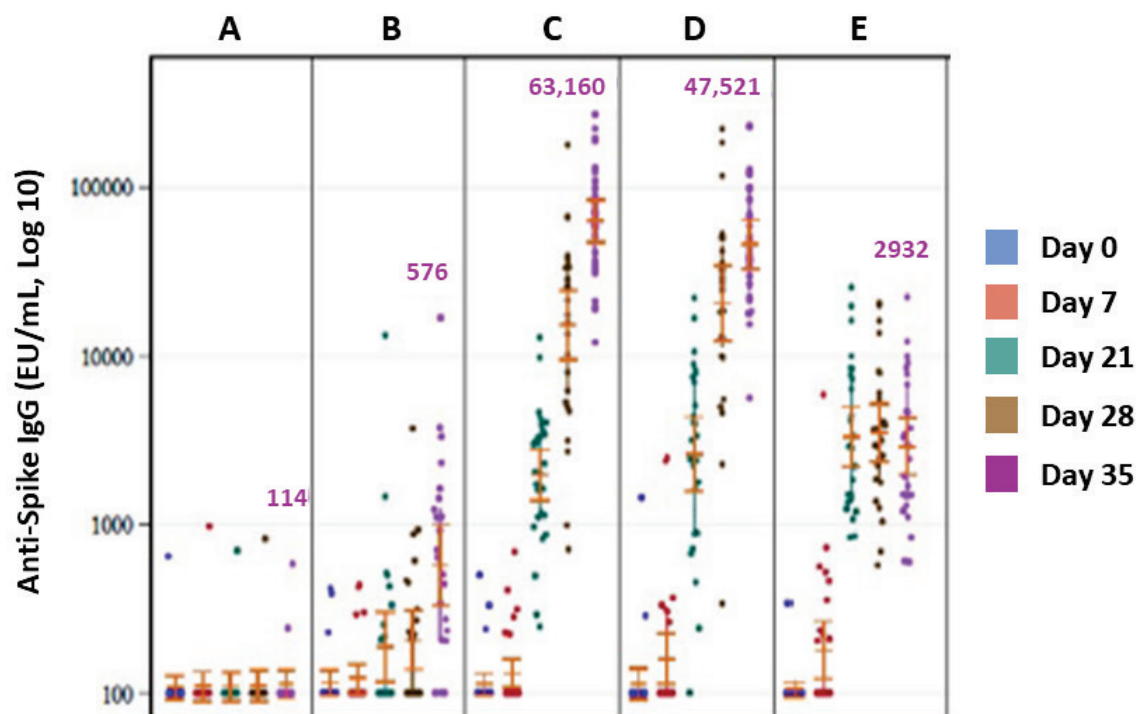 A B C D E
63,160
47,521
576
2932
114
Anti-Spike IgG (EU/mL, Log 10)
100000
10000
1000
100
Day 0
Day 7
Day 21
Day 28
Day 35